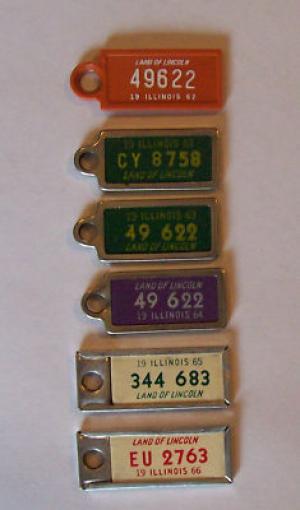 LAND OF LINCOLN
49622
19 ILLINOIS 62
19 ILLINOIS 63
CY 8758
LAND OF LINCOLN
19 ILLINOIS 63
49 622
LAND OF LINCOLN
LAND OF LINCOLN
49 622
19 ILLINOIS 64
19 ILLINOIS 65
344 683
LAND OF LINCOLN
LAND OF LINCOLN
EU 2763
19 ILLINOIS 66